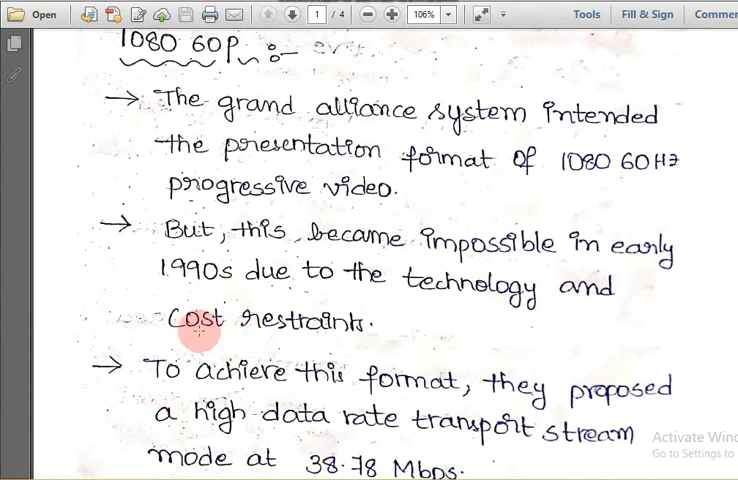 Open
1 / 4
106%
Tools
Fill & Sign
Commen
1080 60P :-
→ The grand alliance system intended
the presentation format of 1080 60Hz
progressive video.
→ But, this became impossible in early
1990s due to the technology and
cost restraints.
→ To achieve this format, they proposed
a high data rate transport stream
mode at 38.78 Mbps.
Activate Wind
Go to Settings to